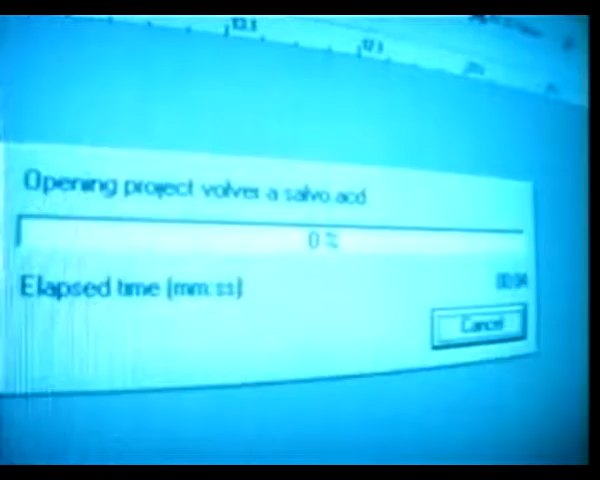 Opening project volver a salvo.acd
0 %
Elapsed time (mm:ss)
00:04
Cancel